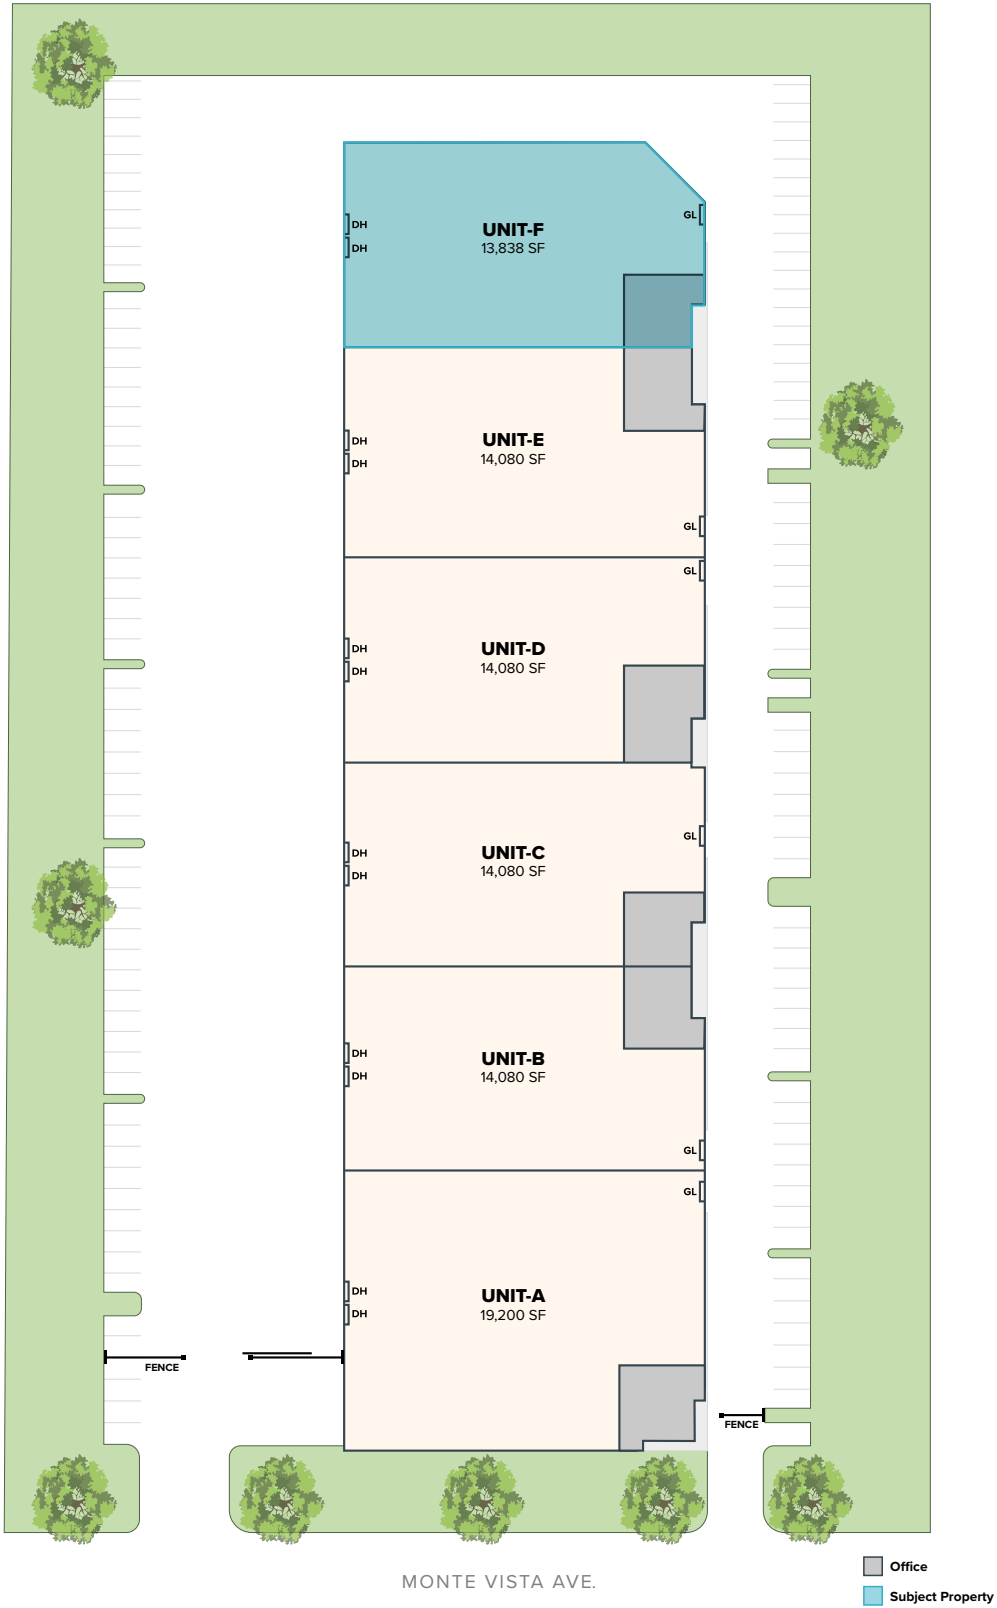 GL
DH
UNIT-F
DH
13,838 SF
DH
UNIT-E
14,080 SF
DH
GL
GL
DH
UNIT-D
14,080 SF
DH
GL
DH
UNIT-C
14,080 SF
DH
DH
UNIT-B
DH
14,080 SF
GL
GL
DH
UNIT-A
DH
19,200 SF
FENCE
FENCE
MONTE VISTA AVE.
Office
Subject Property